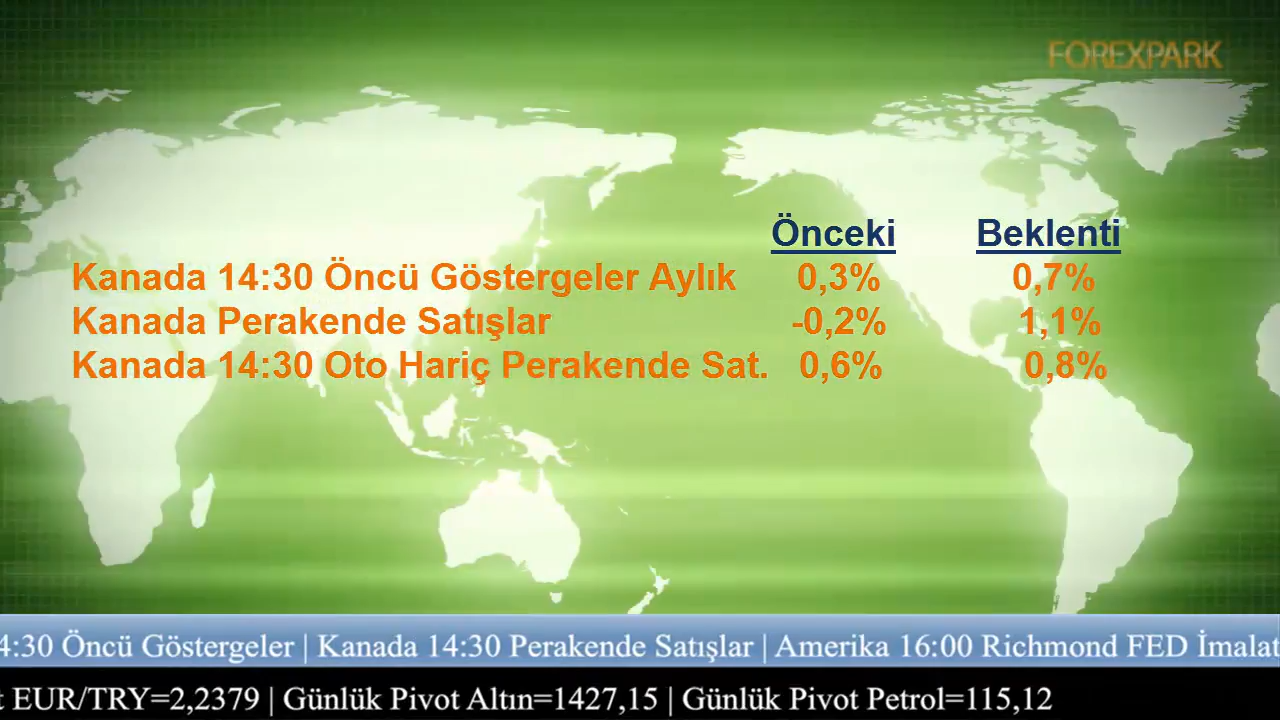 FOREXPARK
Önceki Beklenti
Kanada 14:30 Öncü Göstergeler Aylık 0,3% 0,7%
Kanada Perakende Satışlar -0,2% 1,1%
Kanada 14:30 Oto Hariç Perakende Sat. 0,6% 0,8%
4:30 Öncü Göstergeler | Kanada 14:30 Perakende Satışlar | Amerika 16:00 Richmond FED İmalat
t EUR/TRY=2,2379 | Günlük Pivot Altın=1427,15 | Günlük Pivot Petrol=115,12